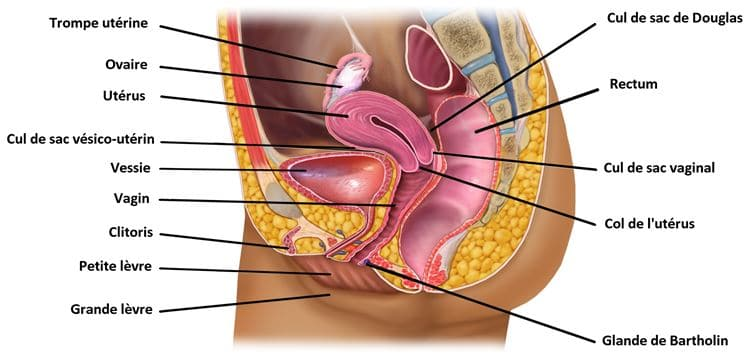 Trompe utérine
Ovaire
Utérus
Cul de sac vésico-utérin
Vessie
Vagin
Clitoris
Petite lèvre
Grande lèvre
Cul de sac de Douglas
Rectum
Cul de sac vaginal
Col de l'utérus
Glande de Bartholin